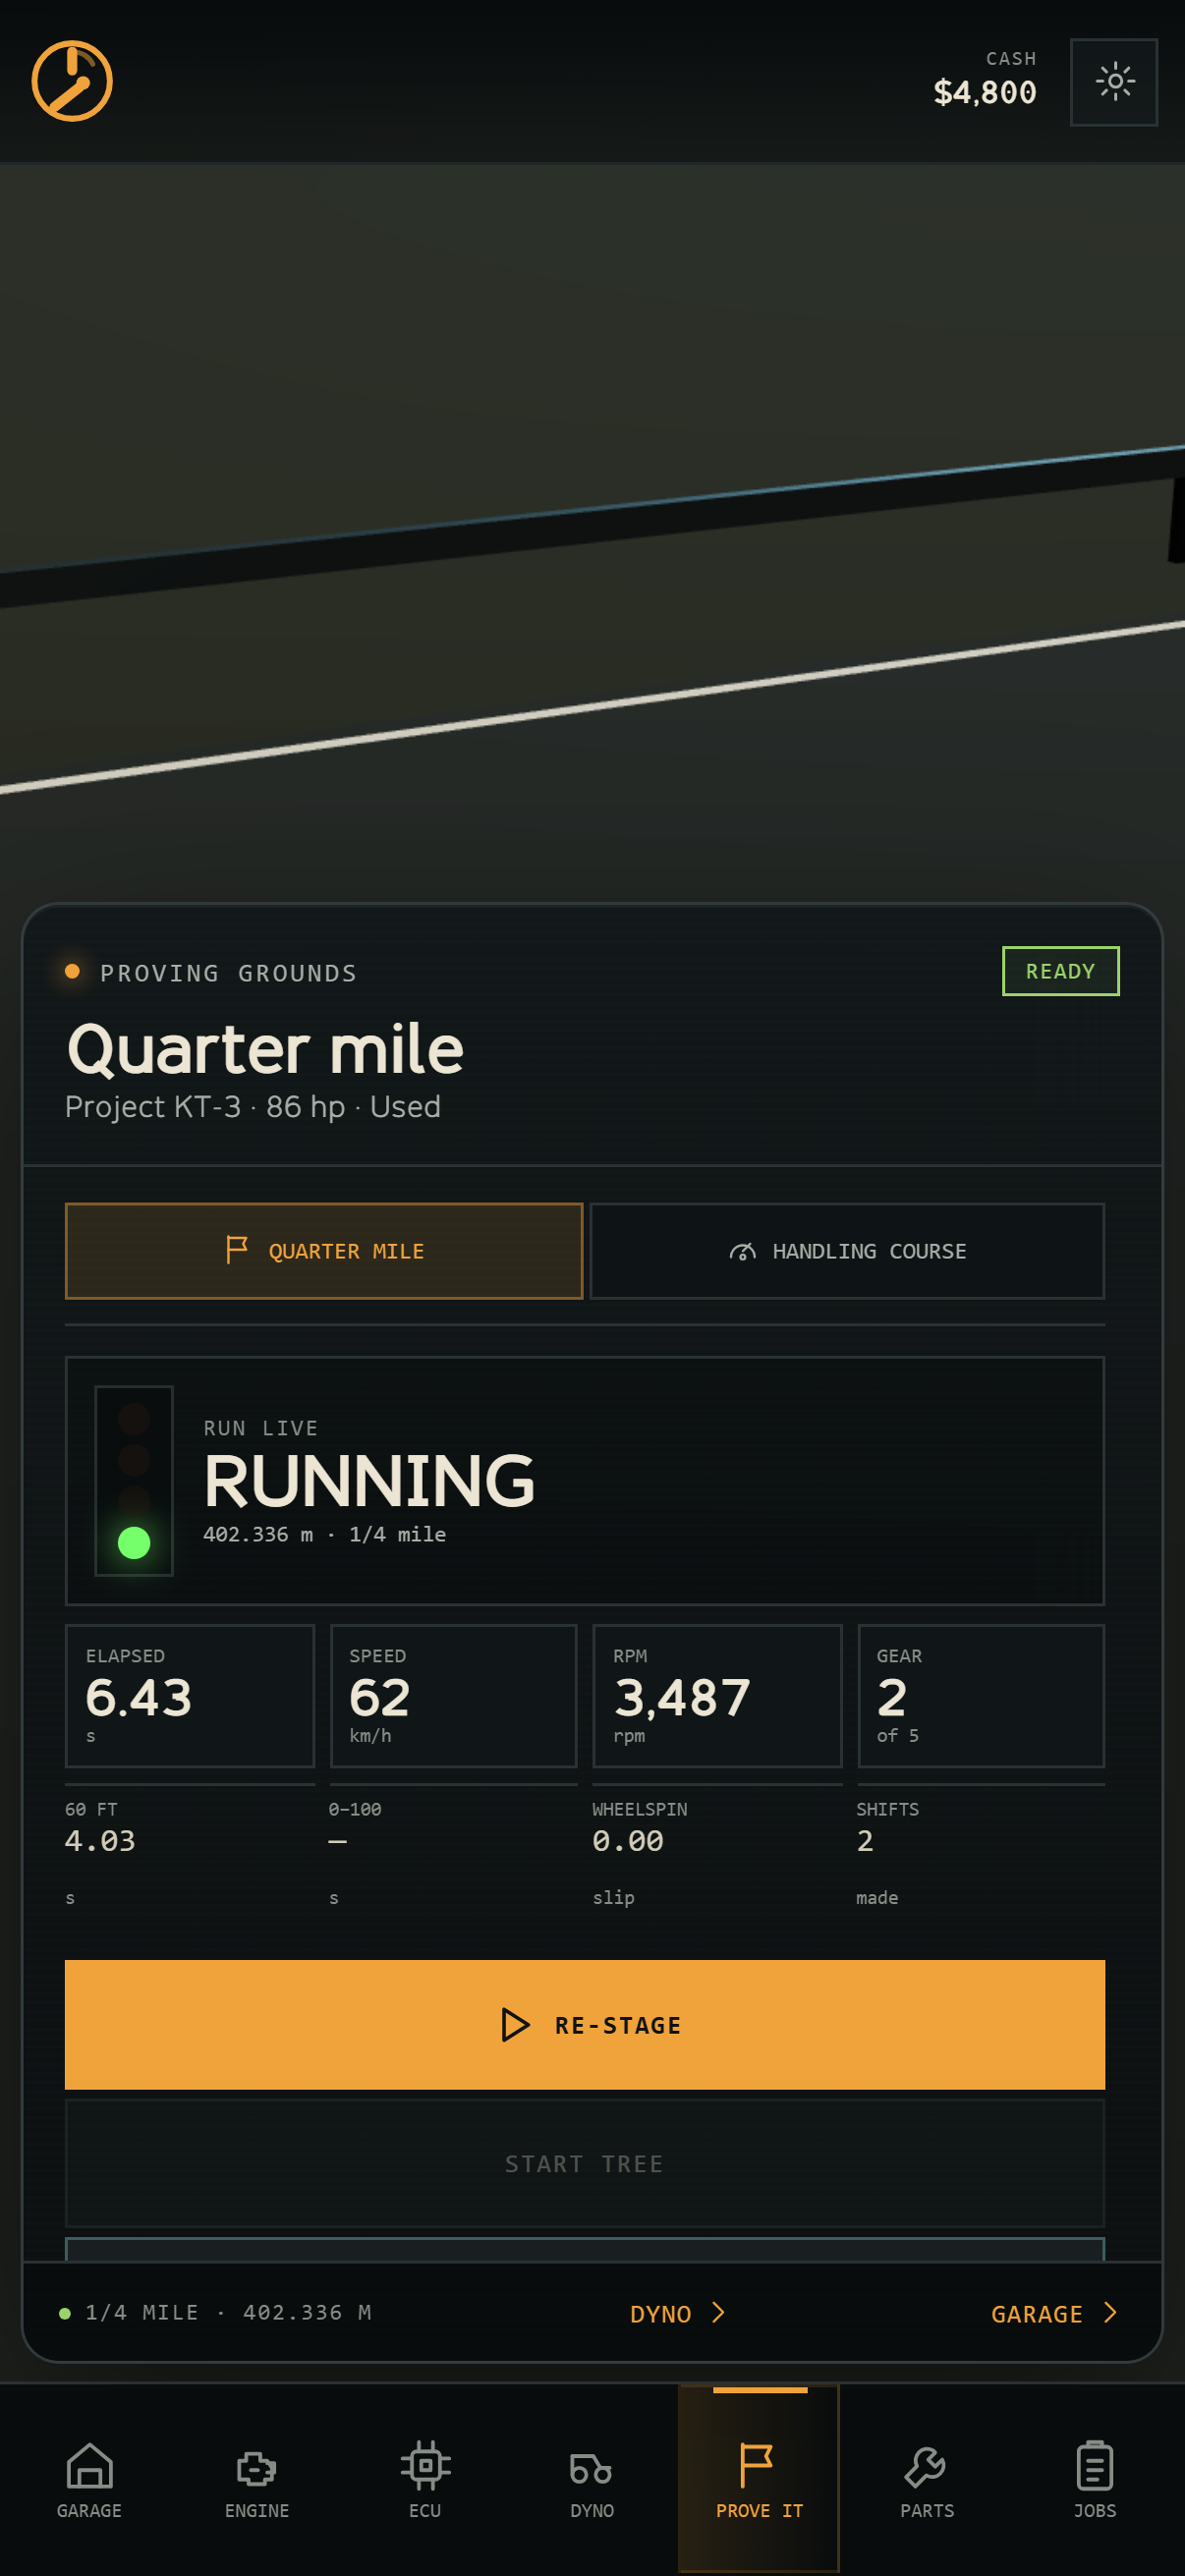 CASH
$4,800
PROVING GROUNDS
READY
Quarter mile
Project KT-3 · 86 hp · Used
QUARTER MILE
HANDLING COURSE
RUN LIVE
RUNNING
402.336 m · 1/4 mile
ELAPSED
6.43
s
SPEED
62
km/h
RPM
3,487
rpm
GEAR
2
of 5
60 FT
4.03
s
0–100
—
s
WHEELSPIN
0.00
slip
SHIFTS
2
made
RE-STAGE
START TREE
1/4 MILE · 402.336 M
DYNO
GARAGE
GARAGE
ENGINE
ECU
DYNO
PROVE IT
PARTS
JOBS